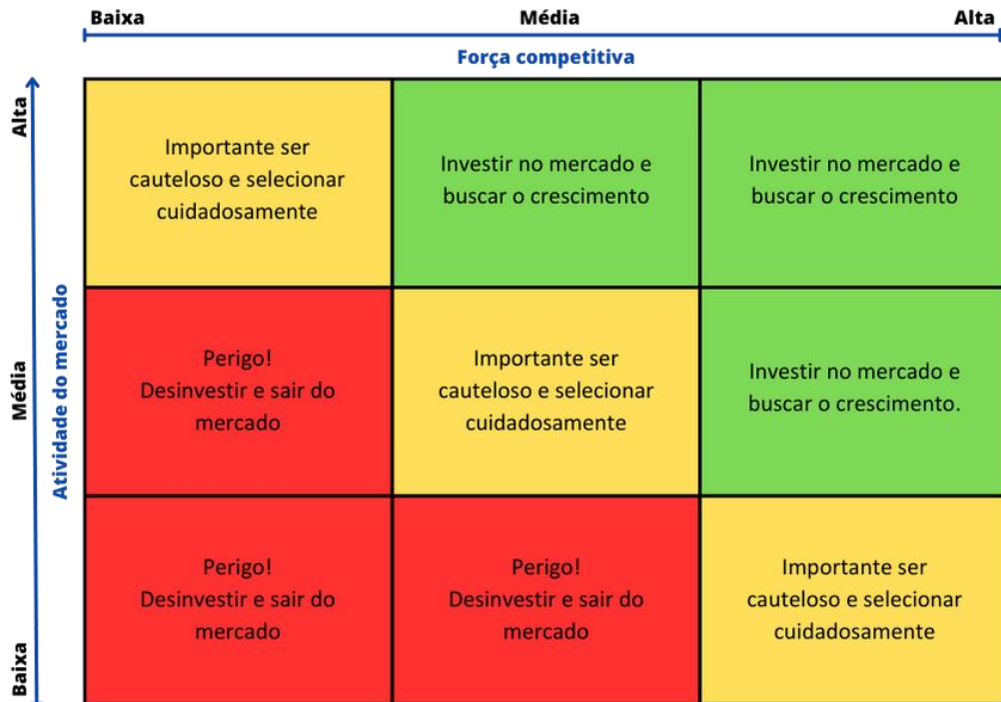 Baixa Média Alta
Força competitiva
Alta
Média
Baixa
Atividade do mercado
Importante ser
cauteloso e selecionar
cuidadosamente
Investir no mercado e
buscar o crescimento
Investir no mercado e
buscar o crescimento
Perigo!
Desinvestir e sair do
mercado
Importante ser
cauteloso e selecionar
cuidadosamente
Investir no mercado e
buscar o crescimento.
Perigo!
Desinvestir e sair do
mercado
Perigo!
Desinvestir e sair do
mercado
Importante ser
cauteloso e selecionar
cuidadosamente